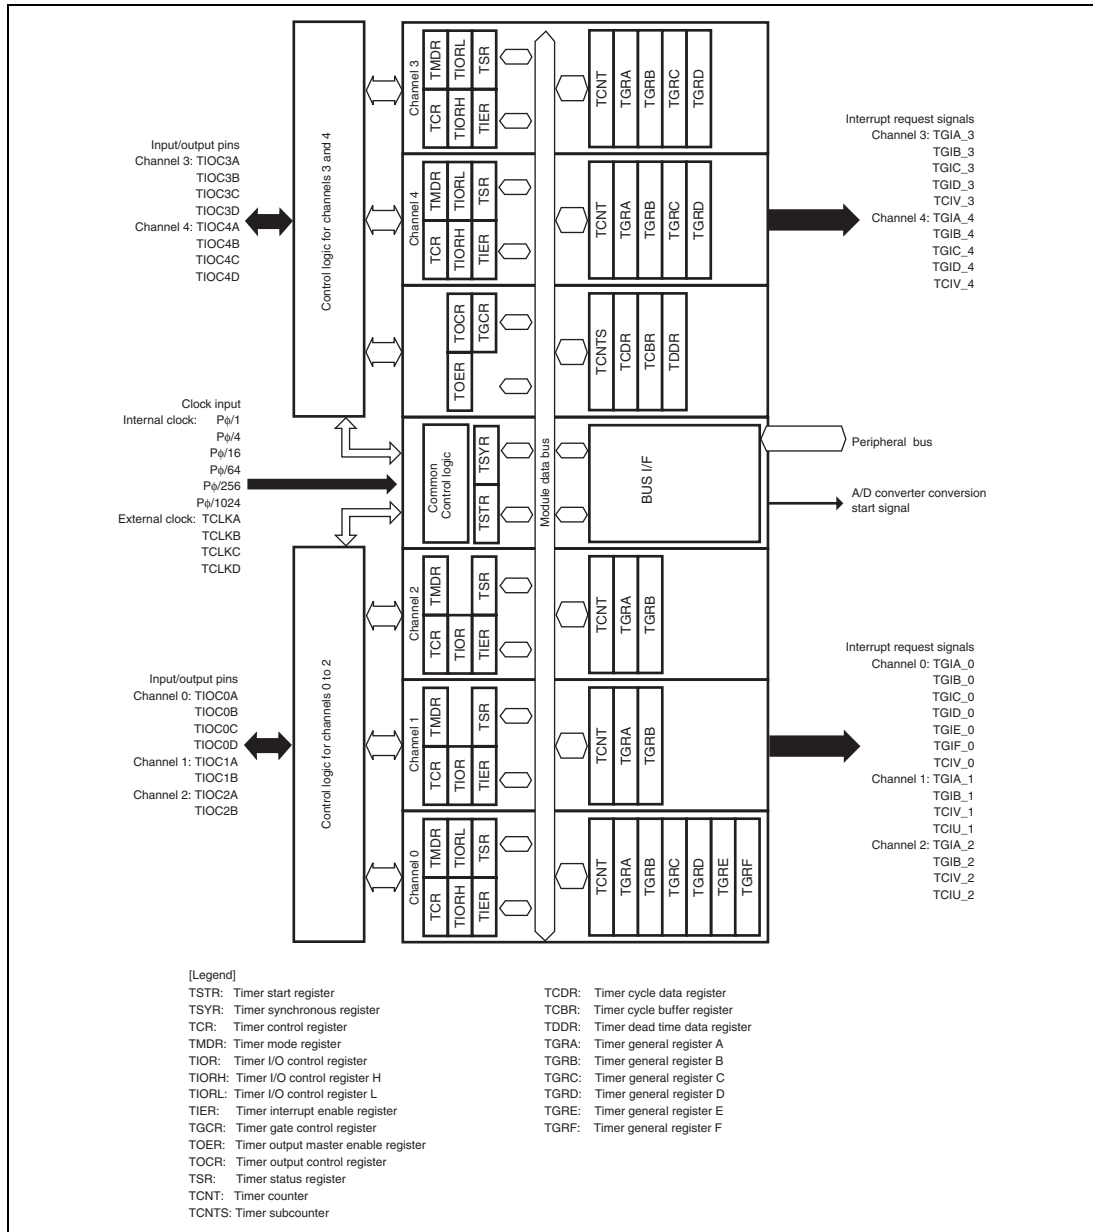 Input/output pins
Channel 3: TIOC3A
TIOC3B
TIOC3C
TIOC3D
Channel 4: TIOC4A
TIOC4B
TIOC4C
TIOC4D
Clock input
Internal clock: Pϕ/1
Pϕ/4
Pϕ/16
Pϕ/64
Pϕ/256
Pϕ/1024
External clock: TCLKA
TCLKB
TCLKC
TCLKD
Input/output pins
Channel 0: TIOC0A
TIOC0B
TIOC0C
TIOC0D
Channel 1: TIOC1A
TIOC1B
Channel 2: TIOC2A
TIOC2B
Control logic for channels 3 and 4
Control logic for channels 0 to 2
Channel 3
TMDR
TIORL
TSR
TCR
TIORH
TIER
TCNT
TGRA
TGRB
TGRC
TGRD
Channel 4
TMDR
TIORL
TSR
TCR
TIORH
TIER
TCNT
TGRA
TGRB
TGRC
TGRD
TOCR
TGCR
TOER
TCNTS
TCDR
TCBR
TDDR
Common
Control logic
TSYR
TSTR
Module data bus
BUS I/F
Channel 2
TMDR
TSR
TCR
TIOR
TIER
TCNT
TGRA
TGRB
Channel 1
TMDR
TSR
TCR
TIOR
TIER
TCNT
TGRA
TGRB
Channel 0
TMDR
TIORL
TSR
TCR
TIORH
TIER
TCNT
TGRA
TGRB
TGRC
TGRD
TGRE
TGRF
Interrupt request signals
Channel 3: TGIA_3
TGIB_3
TGIC_3
TGID_3
TCIV_3
Channel 4: TGIA_4
TGIB_4
TGIC_4
TGID_4
TCIV_4
Peripheral bus
A/D converter conversion
start signal
Interrupt request signals
Channel 0: TGIA_0
TGIB_0
TGIC_0
TGID_0
TGIE_0
TGIF_0
TCIV_0
Channel 1: TGIA_1
TGIB_1
TCIV_1
TCIU_1
Channel 2: TGIA_2
TGIB_2
TCIV_2
TCIU_2
[Legend]
TSTR: Timer start register
TSYR: Timer synchronous register
TCR: Timer control register
TMDR: Timer mode register
TIOR: Timer I/O control register
TIORH: Timer I/O control register H
TIORL: Timer I/O control register L
TIER: Timer interrupt enable register
TGCR: Timer gate control register
TOER: Timer output master enable register
TOCR: Timer output control register
TSR: Timer status register
TCNT: Timer counter
TCNTS: Timer subcounter
TCDR: Timer cycle data register
TCBR: Timer cycle buffer register
TDDR: Timer dead time data register
TGRA: Timer general register A
TGRB: Timer general register B
TGRC: Timer general register C
TGRD: Timer general register D
TGRE: Timer general register E
TGRF: Timer general register F